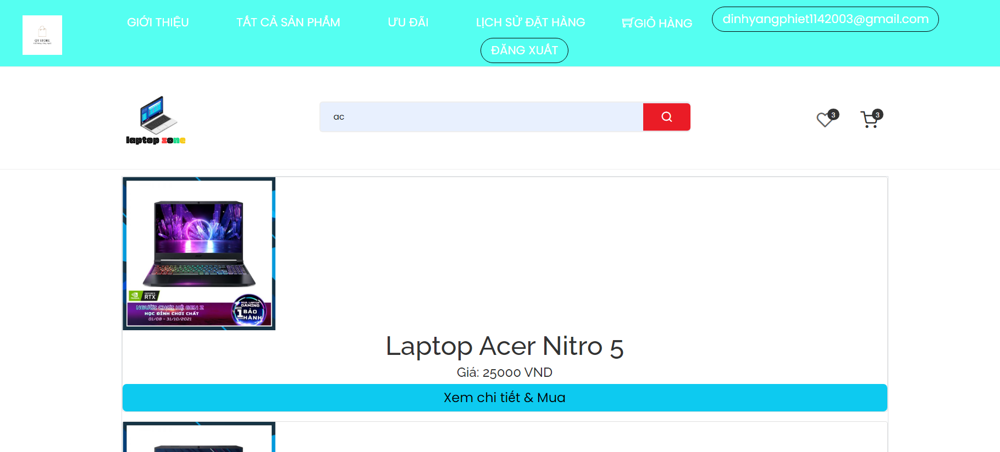 QT STORE
GIỚI THIỆU
TẤT CẢ SẢN PHẨM
ƯU ĐÃI
LỊCH SỬ ĐẶT HÀNG
GIỎ HÀNG
dinhyangphiet1142003@gmail.com
ĐĂNG XUẤT
laptop zone
ac
3
3
GEFORCE
RTX
NGƯỜI CHƠI HỆ GEN Z
HỌC ĐỈNH CHƠI CHẤT
01/08 - 31/10/2021
MUA LAPTOP
GAMING
1 BẢO
HÀNH
Laptop Acer Nitro 5
Giá: 25000 VND
Xem chi tiết & Mua